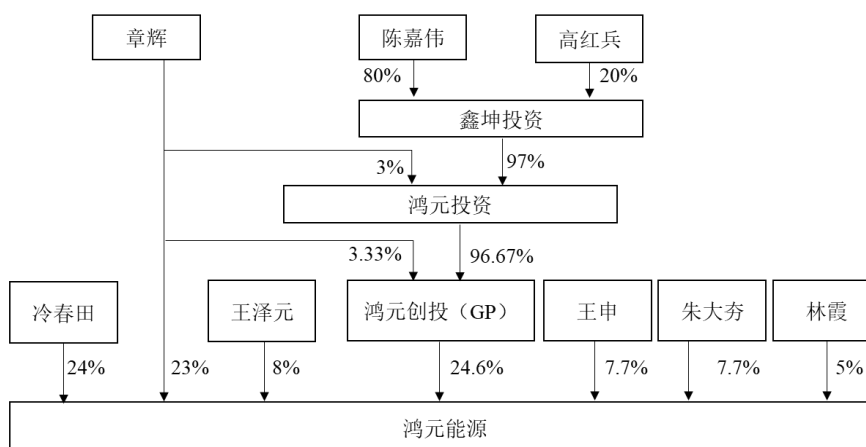 章辉
陈嘉伟
高红兵
80%
20%
鑫坤投资
3%
97%
鸿元投资
3.33%
96.67%
冷春田
王泽元
鸿元创投（GP）
王申
朱大夯
林霞
24%
23%
8%
24.6%
7.7%
7.7%
5%
鸿元能源